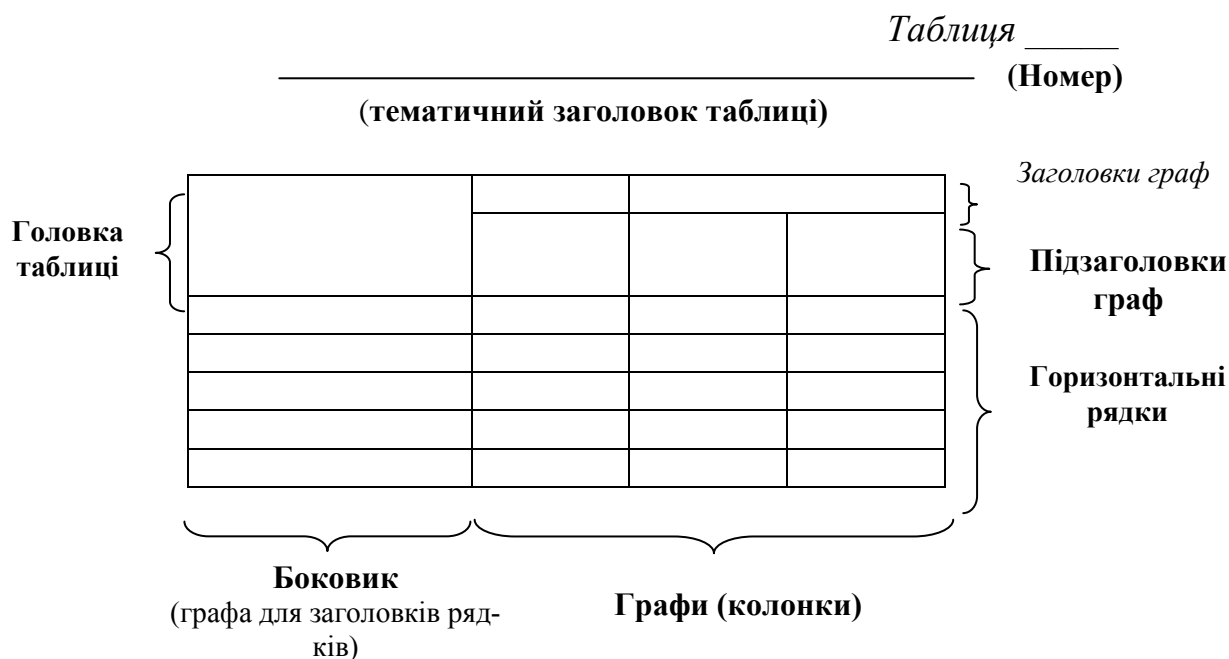 Таблиця _____
(Номер)
(тематичний заголовок таблиці)
Заголовки граф
Головка
таблиці
Підзаголовки
граф
Горизонтальні
рядки
Боковик
(графа для заголовків ряд-
ків)
Графи (колонки)